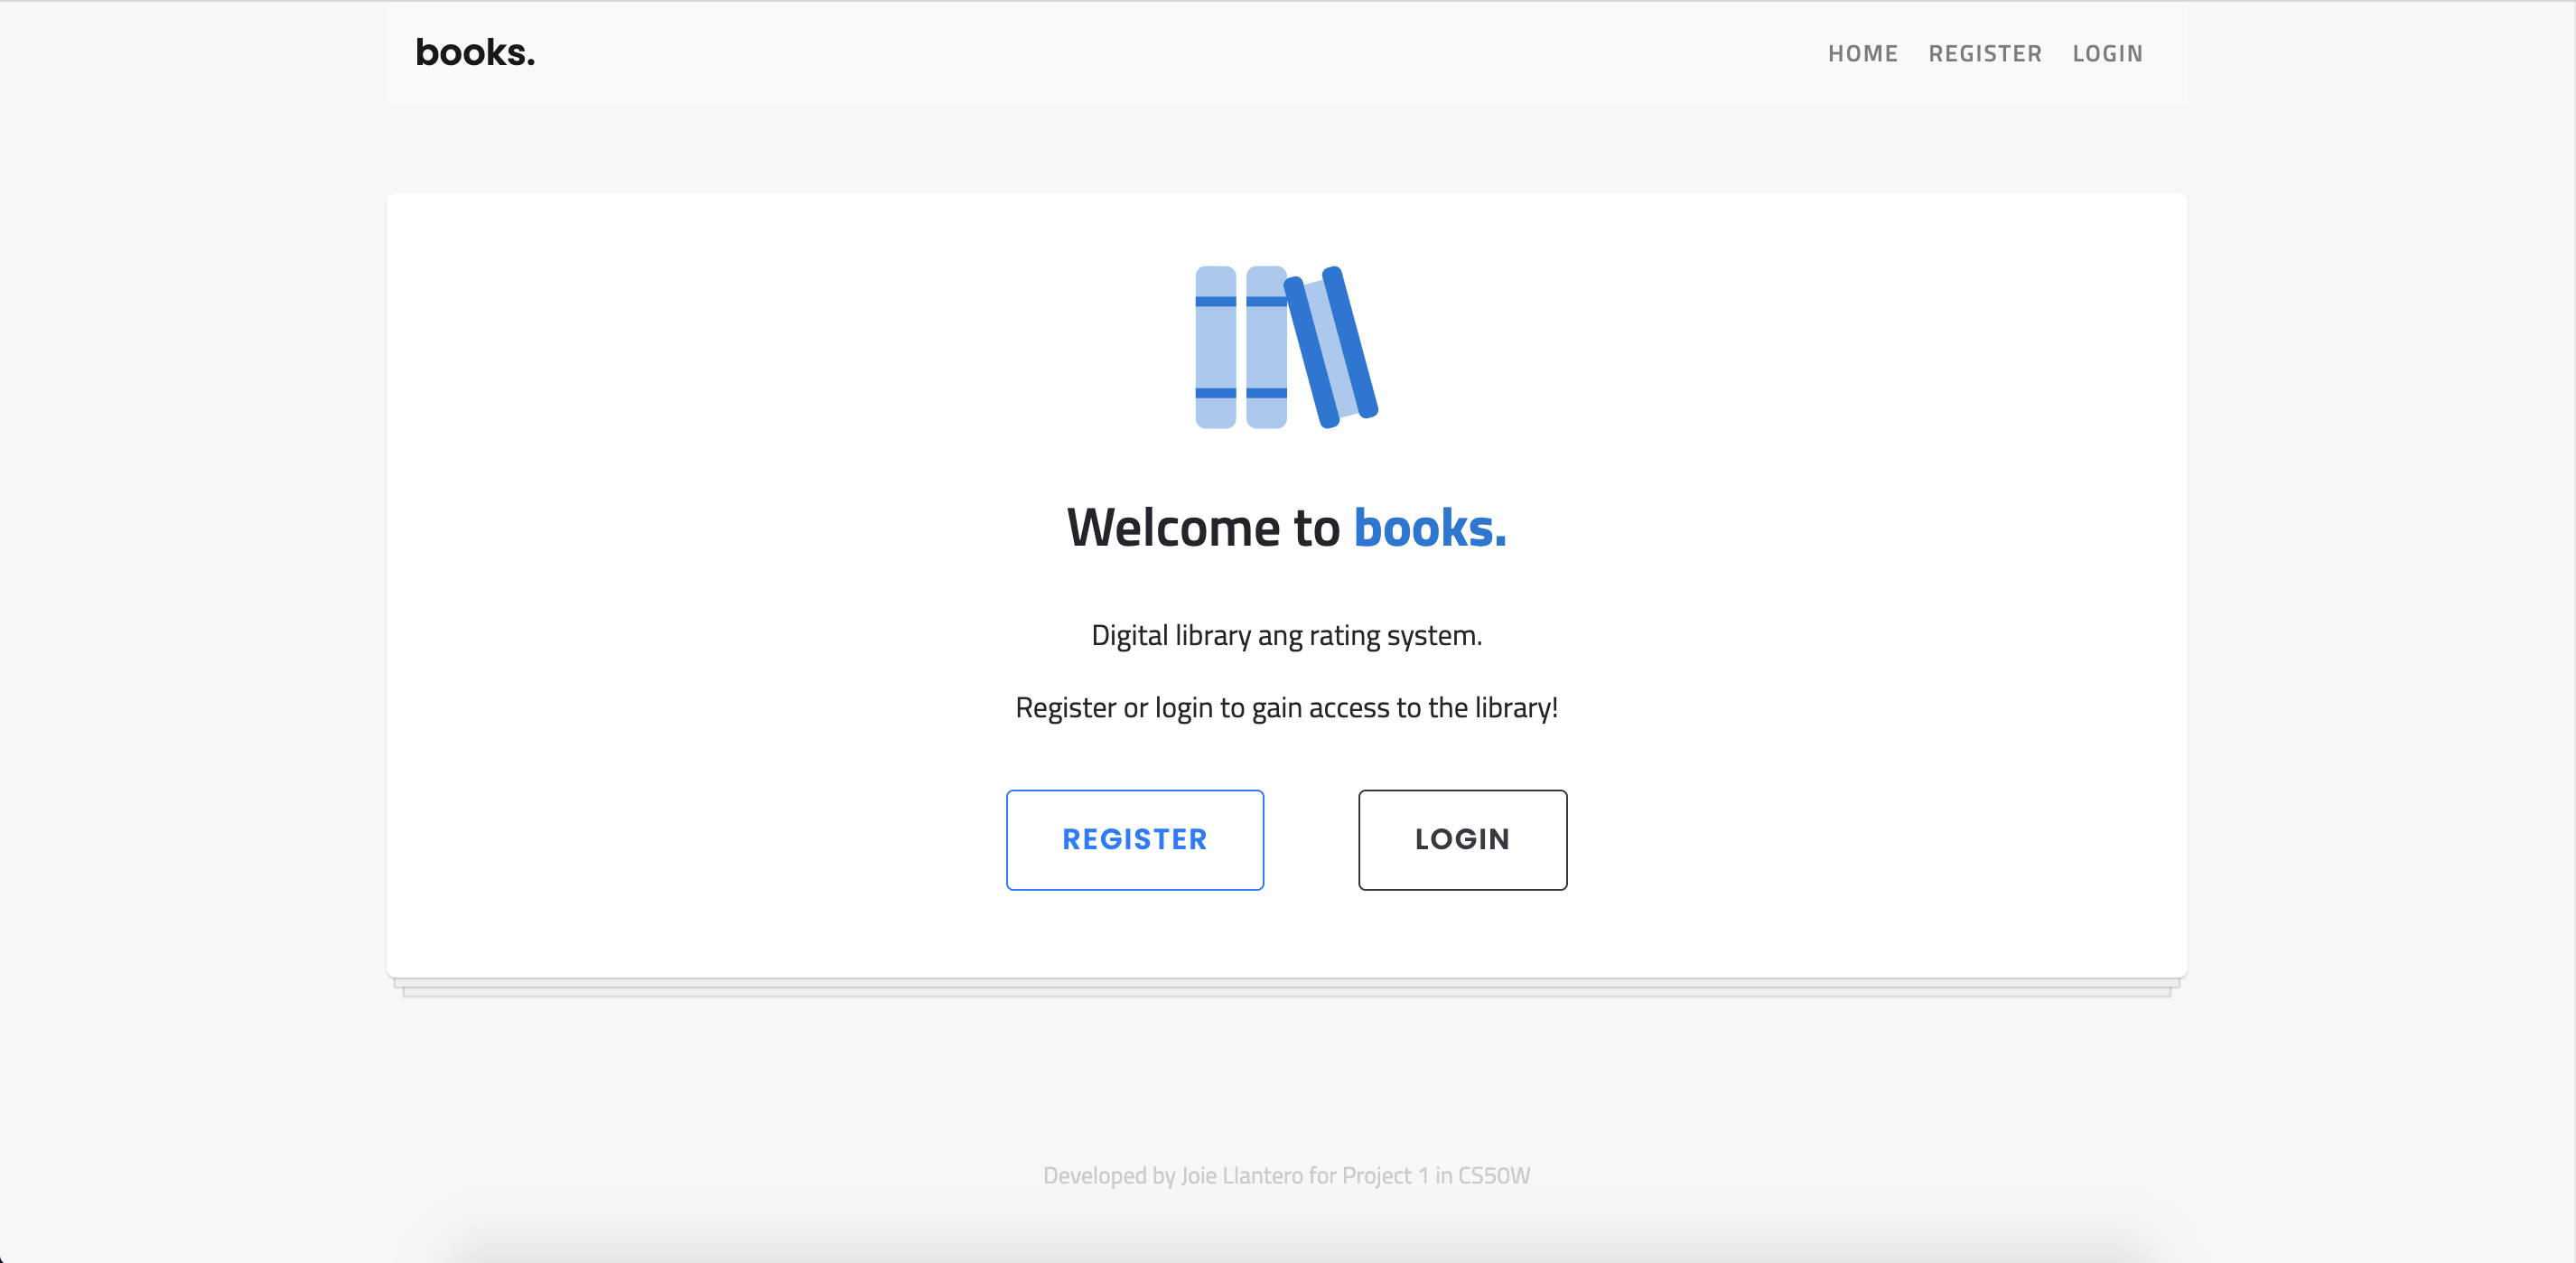 books.
HOME REGISTER LOGIN
Welcome to books.
Digital library ang rating system.
Register or login to gain access to the library!
REGISTER LOGIN
Developed by Joie Llantero for Project 1 in CS50W